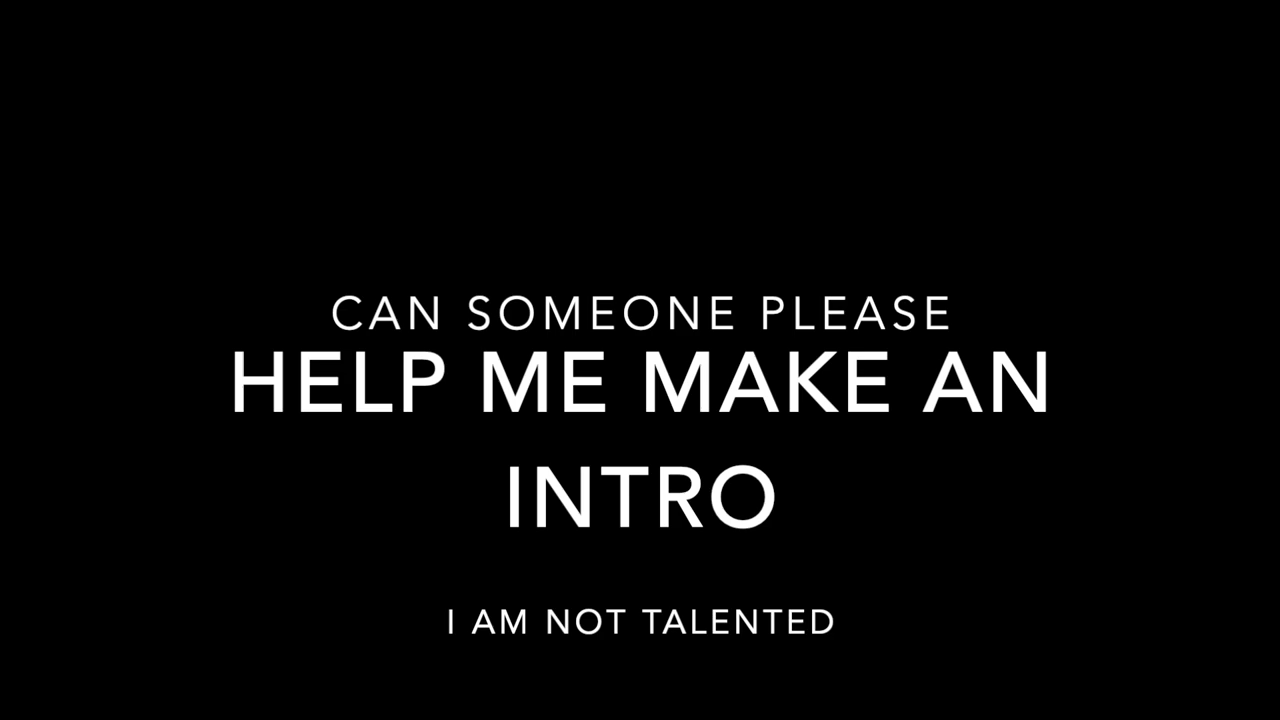 CAN SOMEONE PLEASE
HELP ME MAKE AN
INTRO
I AM NOT TALENTED